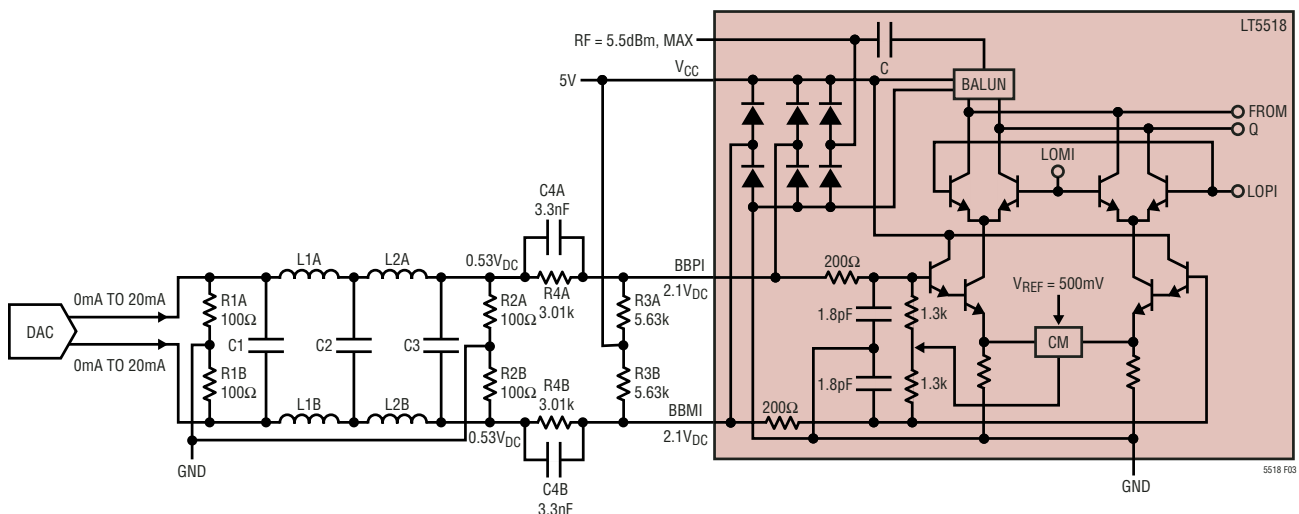 LT5518
RF = 5.5dBm, MAX
C
VCC
5V
BALUN
FROM
Q
LOMI
LOPI
C4A
3.3nF
L1A
L2A
0.53VDC
BBPI
200Ω
0mA TO 20mA
R1A
100Ω
R2A
100Ω
R4A
3.01k
2.1VDC
R3A
5.63k
VREF = 500mV
1.8pF
1.3k
DAC
C1
C2
C3
CM
0mA TO 20mA
R1B
100Ω
R2B
100Ω
R4B
3.01k
R3B
5.63k
1.8pF
1.3k
L1B
L2B
BBMI
200Ω
0.53VDC
2.1VDC
GND
C4B
3.3nF
GND
5518 F03